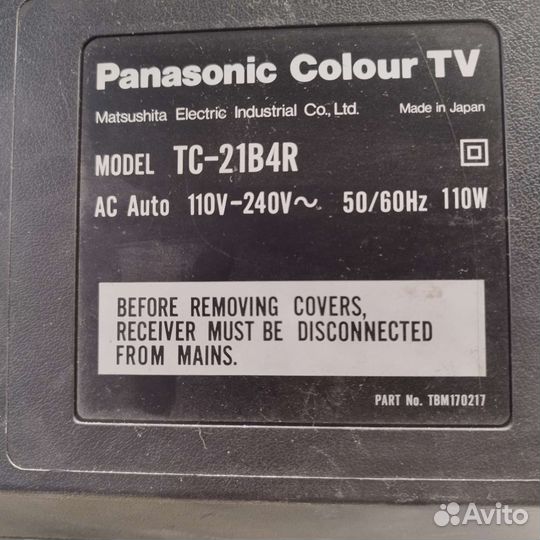 Panasonic Colour TV
Matsushita Electric Industrial Co., Ltd. Made in Japan
MODEL TC-21B4R
AC Auto 110V-240V~ 50/60Hz 110W
BEFORE REMOVING COVERS,
RECEIVER MUST BE DISCONNECTED
FROM MAINS.
PART No. TBM170217
Avito